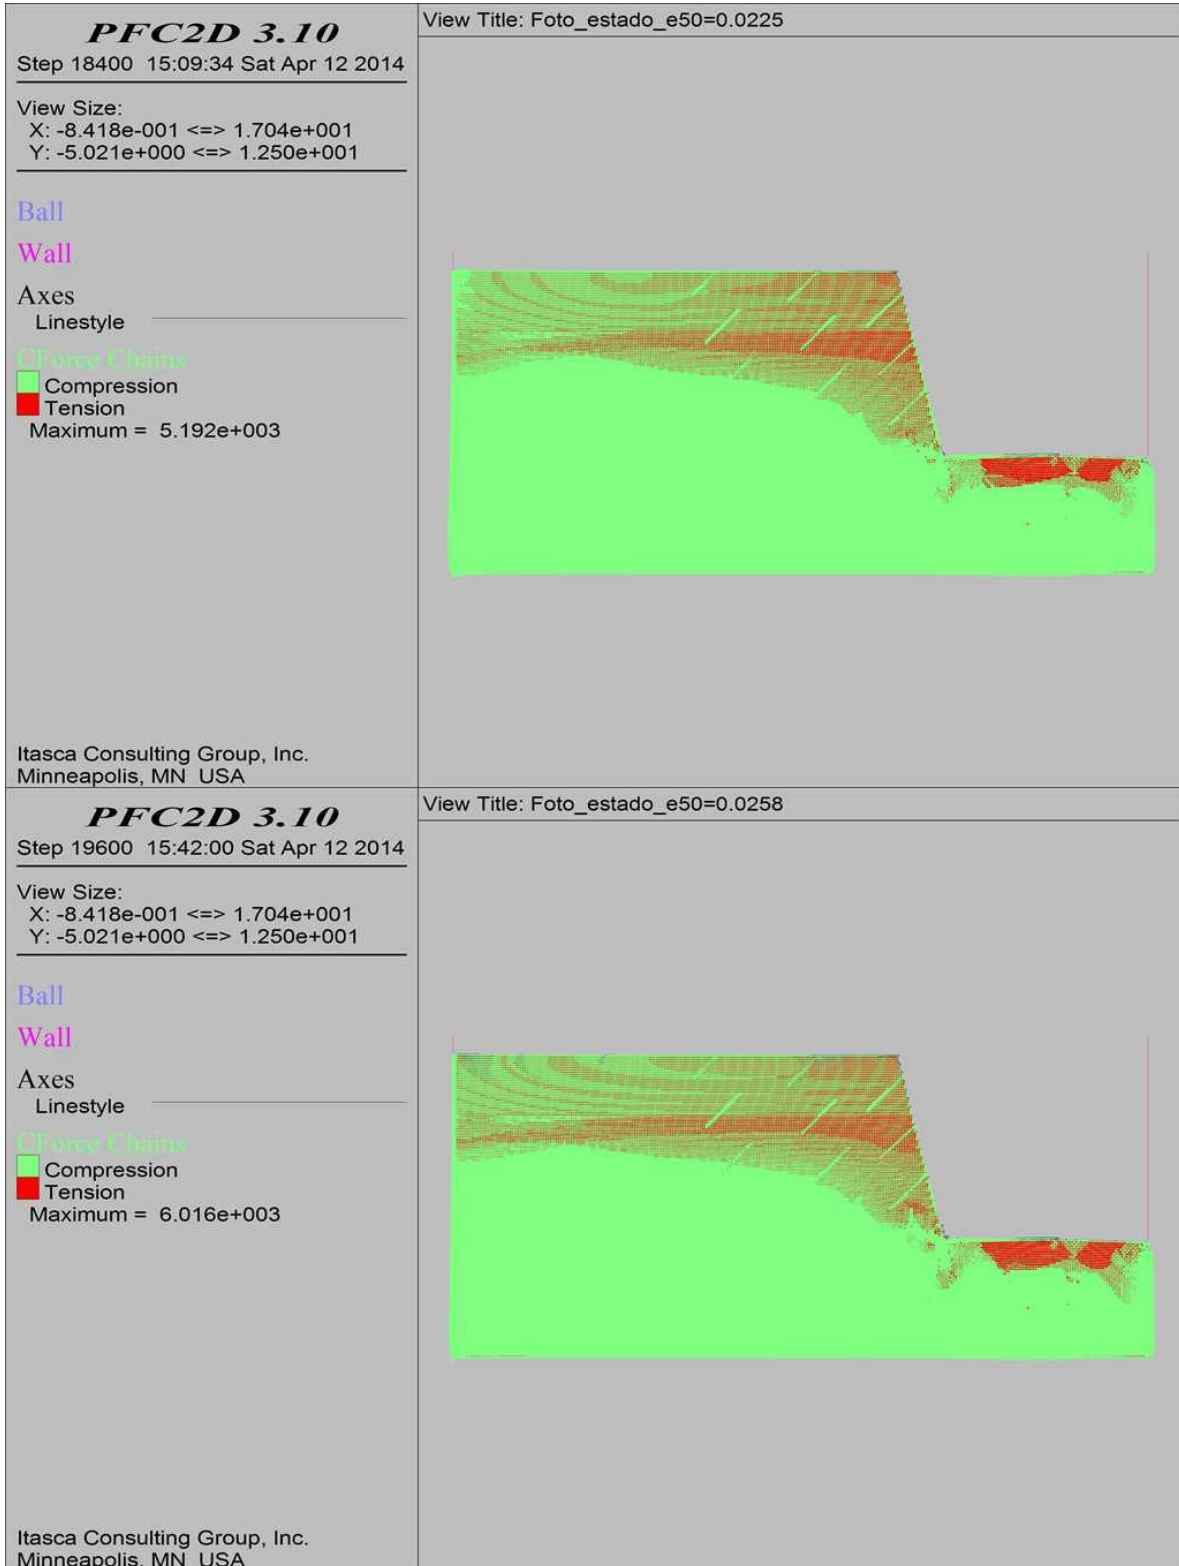 PFC2D 3.10
Step 18400 15:09:34 Sat Apr 12 2014
View Size:
X: -8.418e-001 <=> 1.704e+001
Y: -5.021e+000 <=> 1.250e+001
Ball
Wall
Axes
Linestyle
CForce Chains
Compression
Tension
Maximum = 5.192e+003
Itasca Consulting Group, Inc.
Minneapolis, MN USA
View Title: Foto_estado_e50=0.0225
PFC2D 3.10
Step 19600 15:42:00 Sat Apr 12 2014
View Size:
X: -8.418e-001 <=> 1.704e+001
Y: -5.021e+000 <=> 1.250e+001
Ball
Wall
Axes
Linestyle
CForce Chains
Compression
Tension
Maximum = 6.016e+003
Itasca Consulting Group, Inc.
Minneapolis, MN USA
View Title: Foto_estado_e50=0.0258